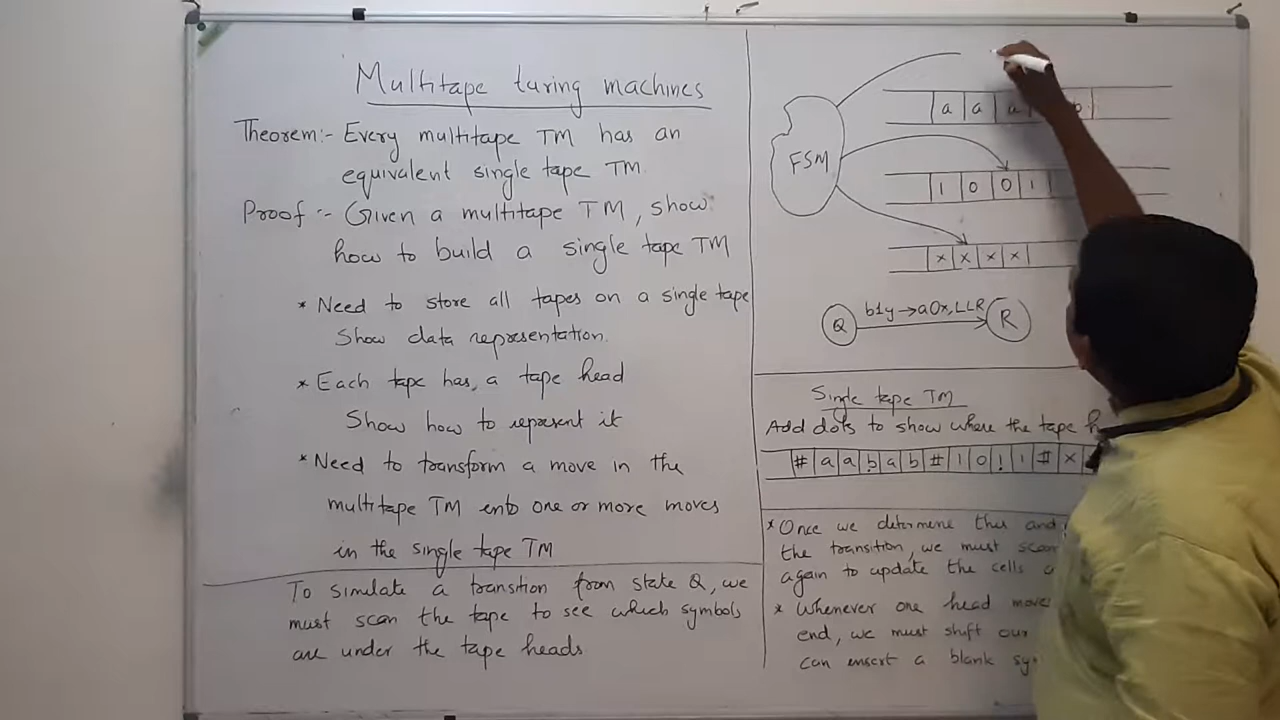 Multitape turing machines
Theorem:- Every multitape TM has an
equivalent single tape TM.
Proof :- Given a multitape TM, show
how to build a single tape TM
* Need to store all tapes on a single tape
Show data representation.
* Each tape has, a tape head
Show how to represent it
* Need to transform a move in the
multitape TM into one or more moves
in the single tape TM
To simulate a transition from state Q, we
must scan the tape to see which symbols
are under the tape heads
FSM
a a a b
1 0 0 1
x x x x
Q b1y→a0x,LLR R
Single tape TM
Add dots to show where the tape
# a a b a b # 1 0 1 1 # x
* Once we determine this and
the transition, we must scan
again to update the cells
* Whenever one head moves
end, we must shift our
can insert a blank